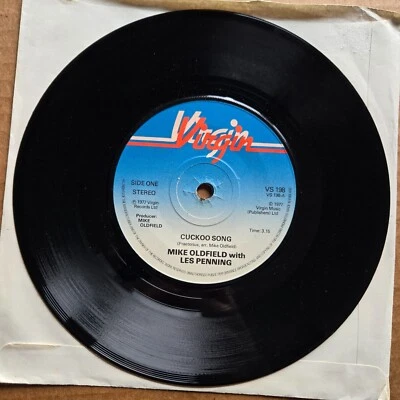 Virgin
SIDE ONE
STEREO
℗ 1977 Virgin
Records Ltd
Producer:
MIKE
OLDFIELD
VS 198
VS 198-A
© 1977
Virgin Music
(Publishers) Ltd
Time: 3.15
CUCKOO SONG
(Praetorius, arr. Mike Oldfield)
MIKE OLDFIELD with
LES PENNING